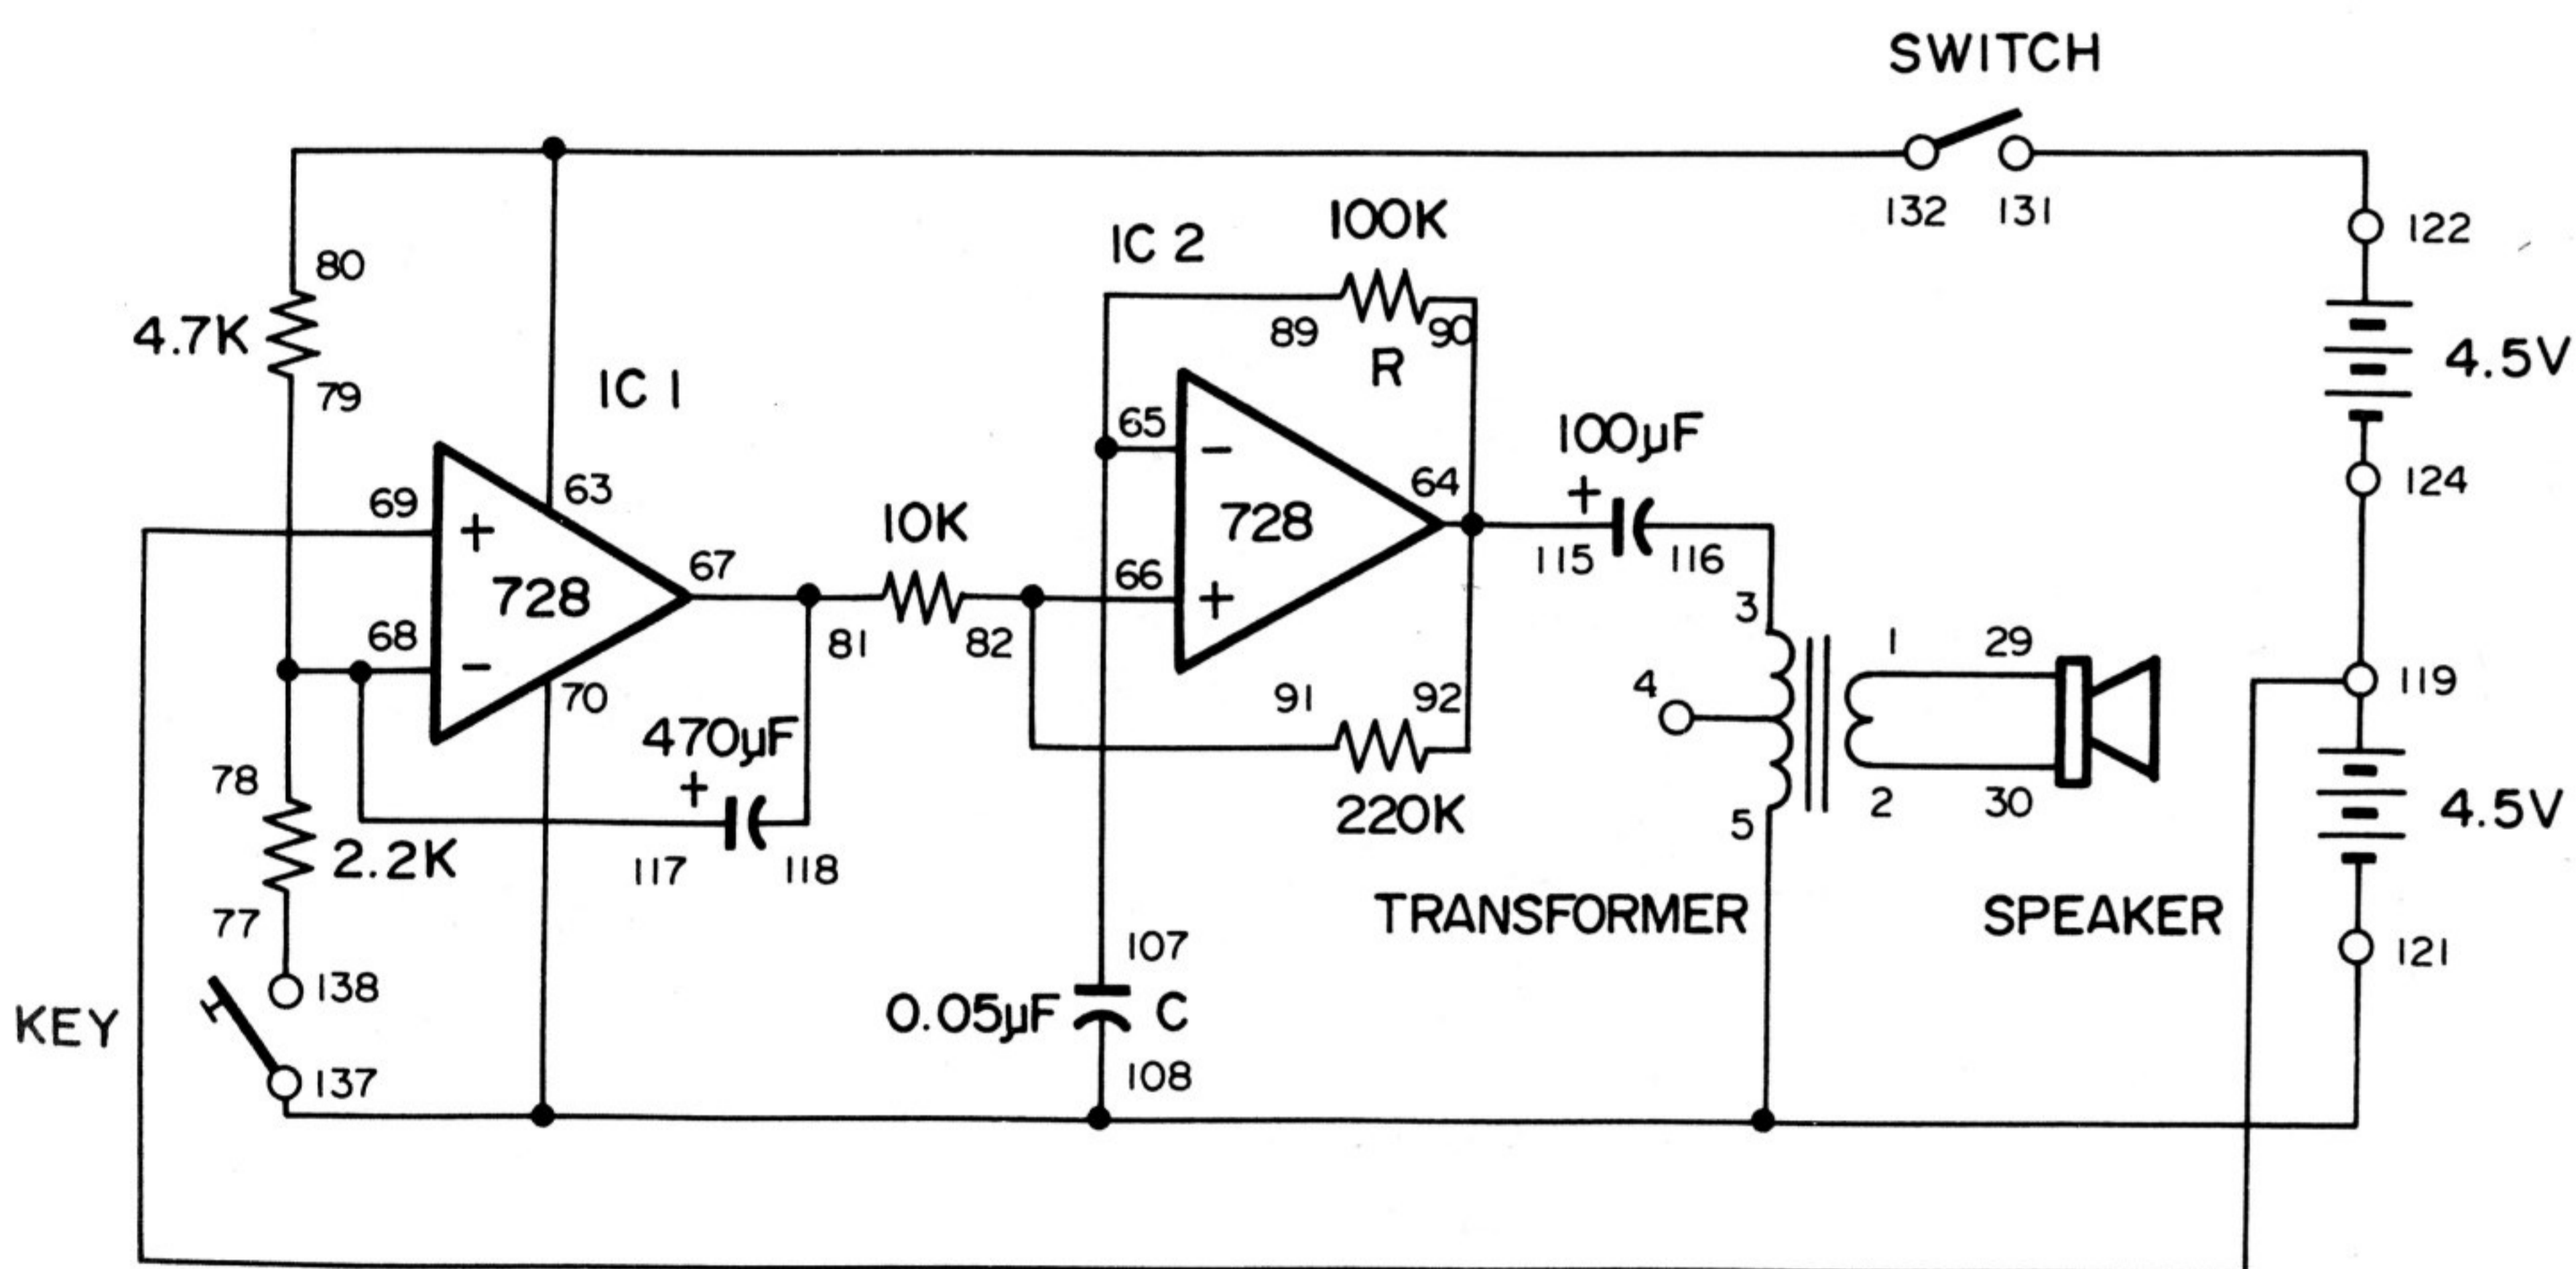 SWITCH
132 131
122
4.5V
124
119
4.5V
121
80
4.7K
79
IC 1
69
+
63
728
67
68
−
70
78
2.2K
77
KEY
138
137
470µF
+
117 118
10K
81 82
IC 2
100K
89 90
R
65
−
728
64
66
+
91 92
220K
100µF
+
115 116
3
4
5
1 29
2 30
TRANSFORMER
SPEAKER
107
0.05µF C
108